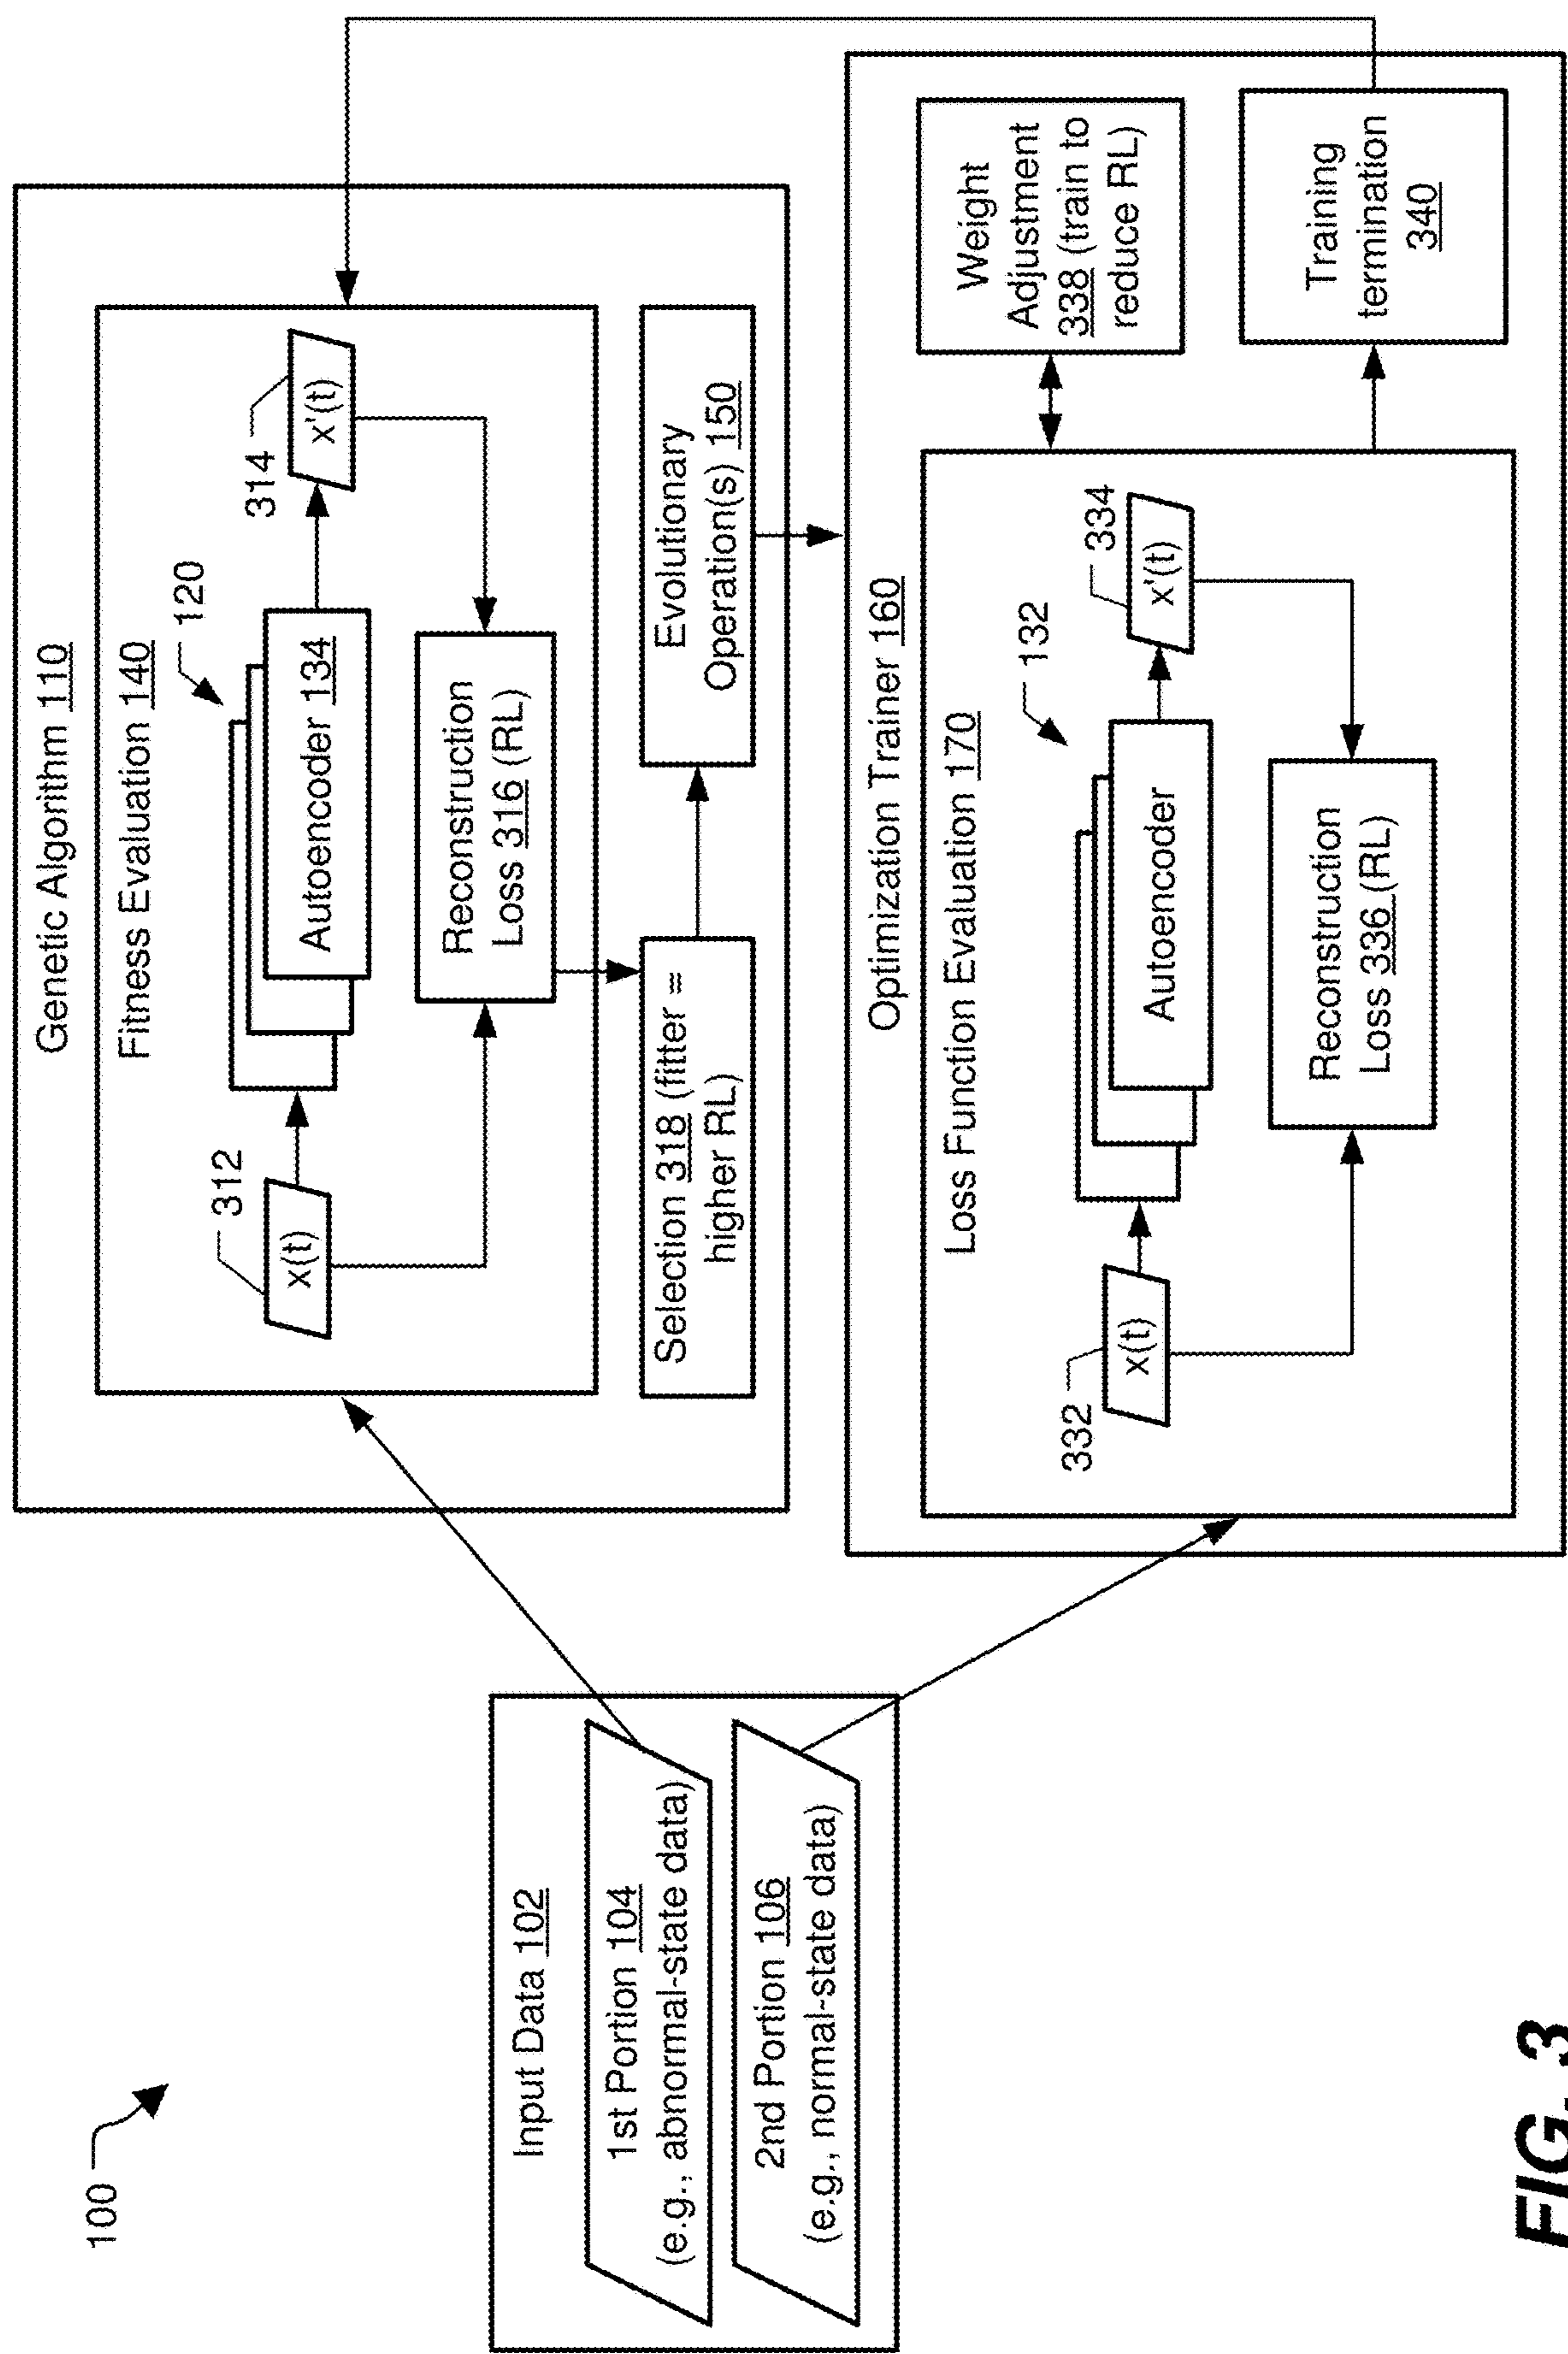 100
Input Data 102
1st Portion 104
(e.g., abnormal-state data)
2nd Portion 106
(e.g., normal-state data)
Genetic Algorithm 110
Fitness Evaluation 140
120
312
x(t)
Autoencoder 134
314
x'(t)
Reconstruction
Loss 316 (RL)
Selection 318 (fitter =
higher RL)
Evolutionary
Operation(s) 150
Optimization Trainer 160
Loss Function Evaluation 170
132
332
x(t)
Autoencoder
334
x'(t)
Reconstruction
Loss 336 (RL)
Weight
Adjustment
338 (train to
reduce RL)
Training
termination
340
FIG. 3